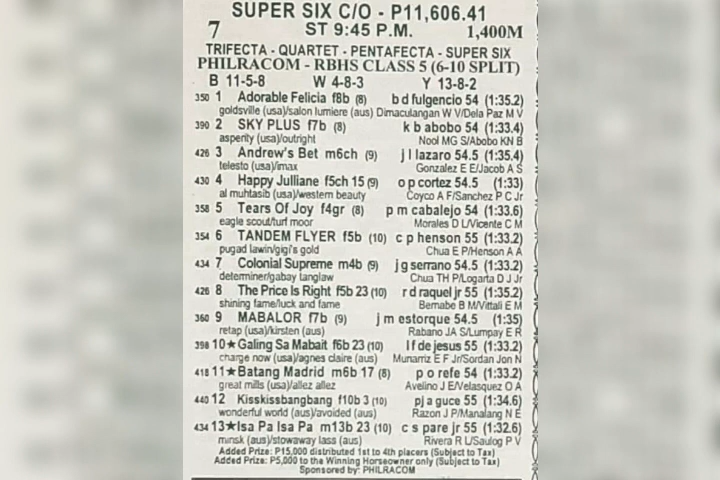 SUPER SIX C/O - P11,606.41
7 ST 9:45 P.M. 1,400M
TRIFECTA - QUARTET - PENTAFECTA - SUPER SIX
PHILRACOM - RBHS CLASS 5 (6-10 SPLIT)
B 11-5-8 W 4-8-3 Y 13-8-2
350 1 Adorable Felicia f8b (8) b d fulgencio 54 (1:35.2)
goldsville (usa)/salon lumiere (aus) Dimaculangan W V/Dela Paz M V
390 2 SKY PLUS f7b (8) k b abobo 54 (1:33.4)
asperity (usa)/outright Nool MG S/Abobo KN B
426 3 Andrew's Bet m6ch (9) j l lazaro 54.5 (1:35.4)
telesto (usa)/imax Gonzalez E E/Jacob A S
430 4 Happy Julliane f5ch 15 (9) o p cortez 54.5 (1:33)
al muhtasib (usa)/western beauty Coyco A F/Sanchez P C Jr
358 5 Tears Of Joy f4gr (8) p m cabalejo 54 (1:33.6)
eagle scout/turf moor Morales D L/Vicente C M
354 6 TANDEM FLYER f5b (10) c p henson 55 (1:33.2)
pugad lawin/gigi's gold Chua E P/Henson A A
434 7 Colonial Supreme m4b (9) j g serrano 54.5 (1:33.2)
determiner/gabay tanglaw Chua TH P/Logarta D J Jr
426 8 The Price Is Right f5b 23 (10) r d raquel jr 55 (1:35.2)
shining fame/luck and fame Bernabe B M/Vittali E M
360 9 MABALOR f7b (9) j m estorque 54.5 (1:35)
retap (usa)/kirsten (aus) Rabano JA S/Lumpay E R
398 10★Galing Sa Mabait f6b 23 (10) l f de jesus 55 (1:33.2)
charge now (usa)/agnes claire (aus) Munarriz E F Jr/Sordan Jon N
418 11★Batang Madrid m6b 17 (8) p o refe 54 (1:33.2)
great mills (usa)/allez allez Avelino J E/Velasquez O A
440 12 Kisskissbangbang f10b 3 (10) pj a guce 55 (1:34.6)
wonderful world (aus)/avoided (aus) Razon J P/Manalang N E
434 13★Isa Pa Isa Pa m13b 23 (10) c s pare jr 55 (1:32.6)
minsk (aus)/stowaway lass (aus) Rivera R L/Saulog P V
Added Prize: P15,000 distributed 1st to 4th placers (Subject to Tax)
Added Prize: P5,000 to the Winning Horseowner only (Subject to Tax)
Sponsored by: PHILRACOM